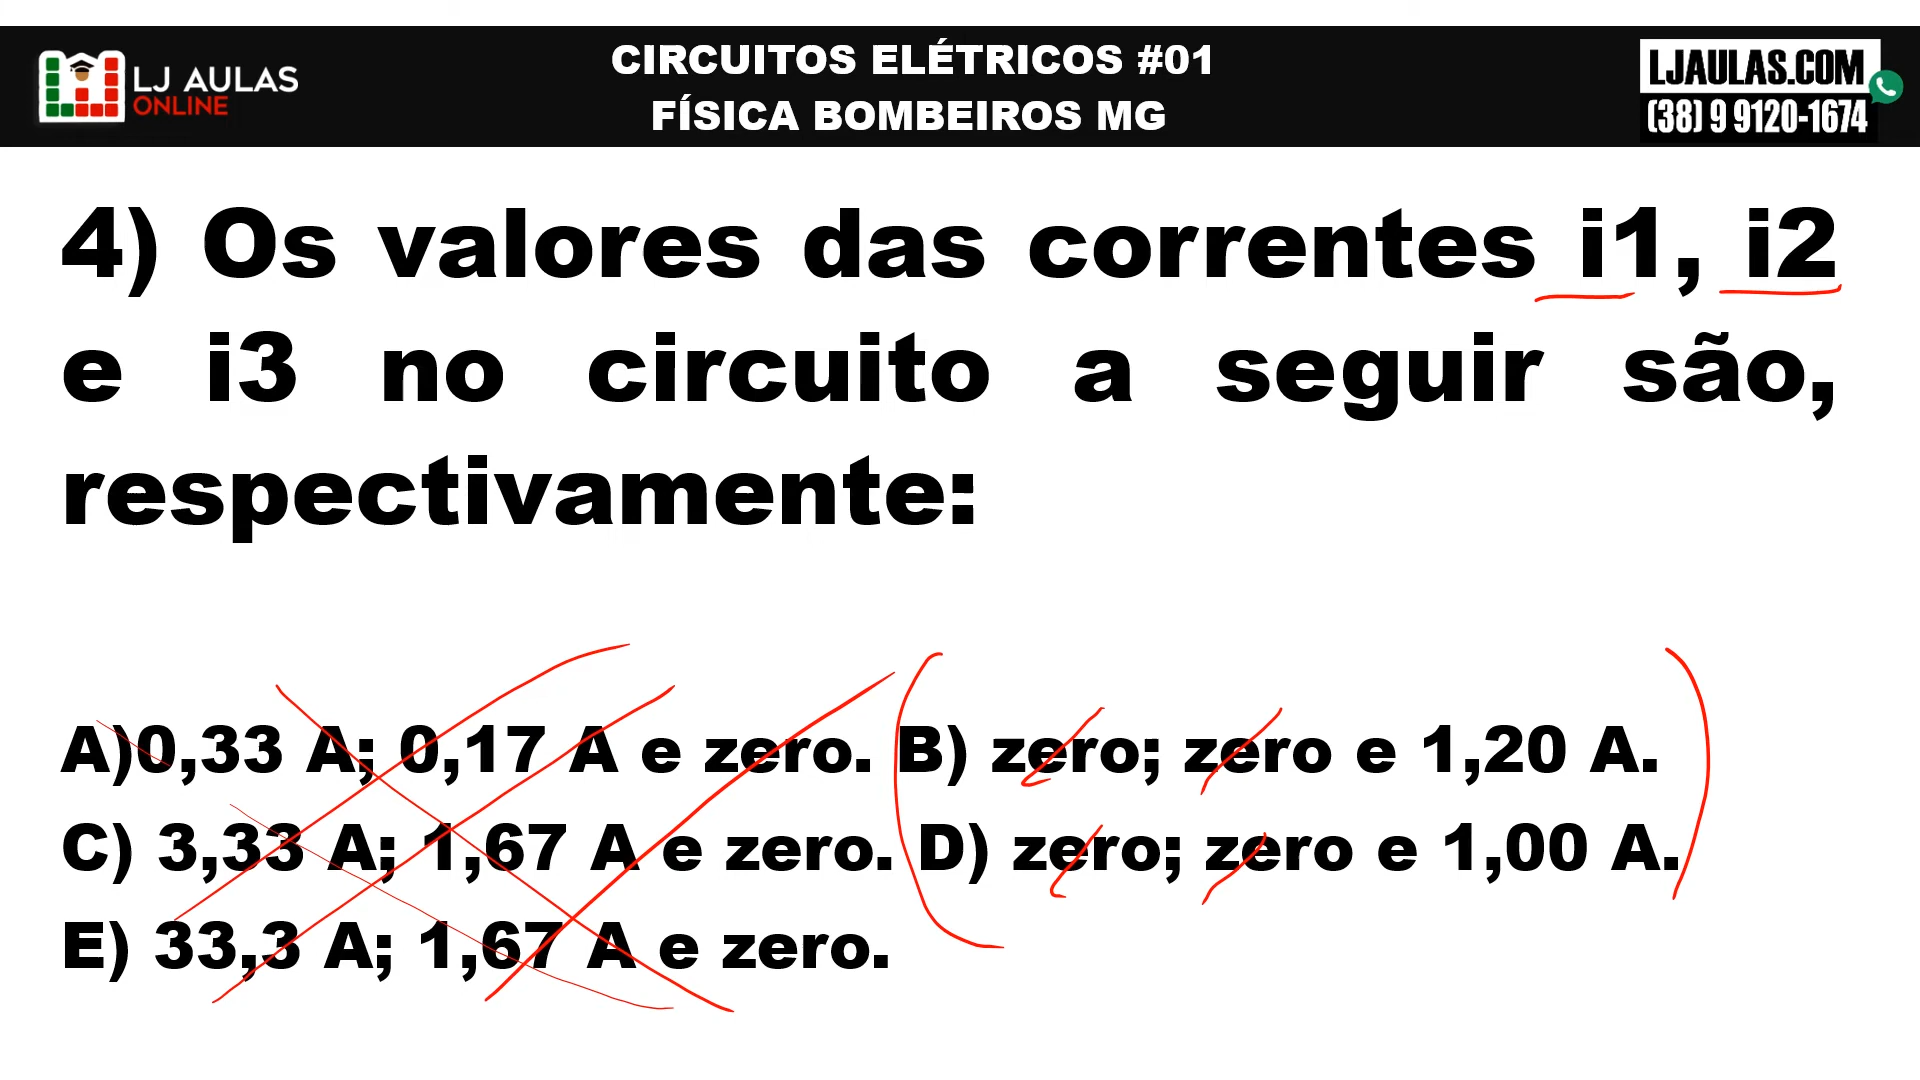 LJ AULAS
ONLINE
CIRCUITOS ELÉTRICOS #01
FÍSICA BOMBEIROS MG
LJAULAS.COM
(38) 9 9120-1674
4) Os valores das correntes i1, i2
e i3 no circuito a seguir são,
respectivamente:
A)0,33 A; 0,17 A e zero. B) zero; zero e 1,20 A.
C) 3,33 A; 1,67 A e zero. D) zero; zero e 1,00 A.
E) 33,3 A; 1,67 A e zero.